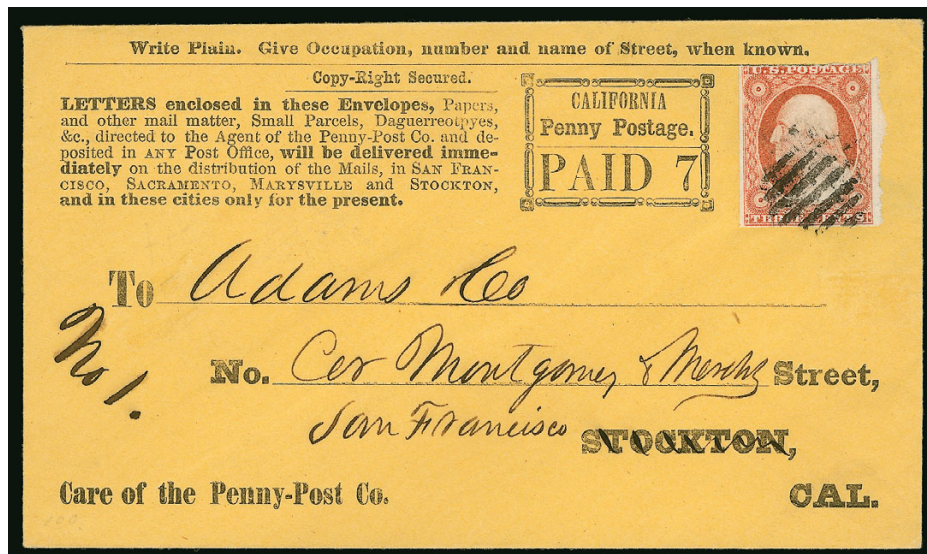 Write Plain. Give Occupation, number and name of Street, when known.
Copy-Right Secured.
LETTERS enclosed in these Envelopes, Papers,
and other mail matter, Small Parcels, Daguerreotpyes,
&c., directed to the Agent of the Penny-Post Co. and de-
posited in ANY Post Office, will be delivered imme-
diately on the distribution of the Mails, in SAN FRAN-
CISCO, SACRAMENTO, MARYSVILLE and STOCKTON,
and in these cities only for the present.
CALIFORNIA
Penny Postage.
PAID 7
U.S. POSTAGE
To Adams Co
No 1.
No. Cor Montgomery & Merch Street,
San Francisco STOCKTON,
Care of the Penny-Post Co. CAL.